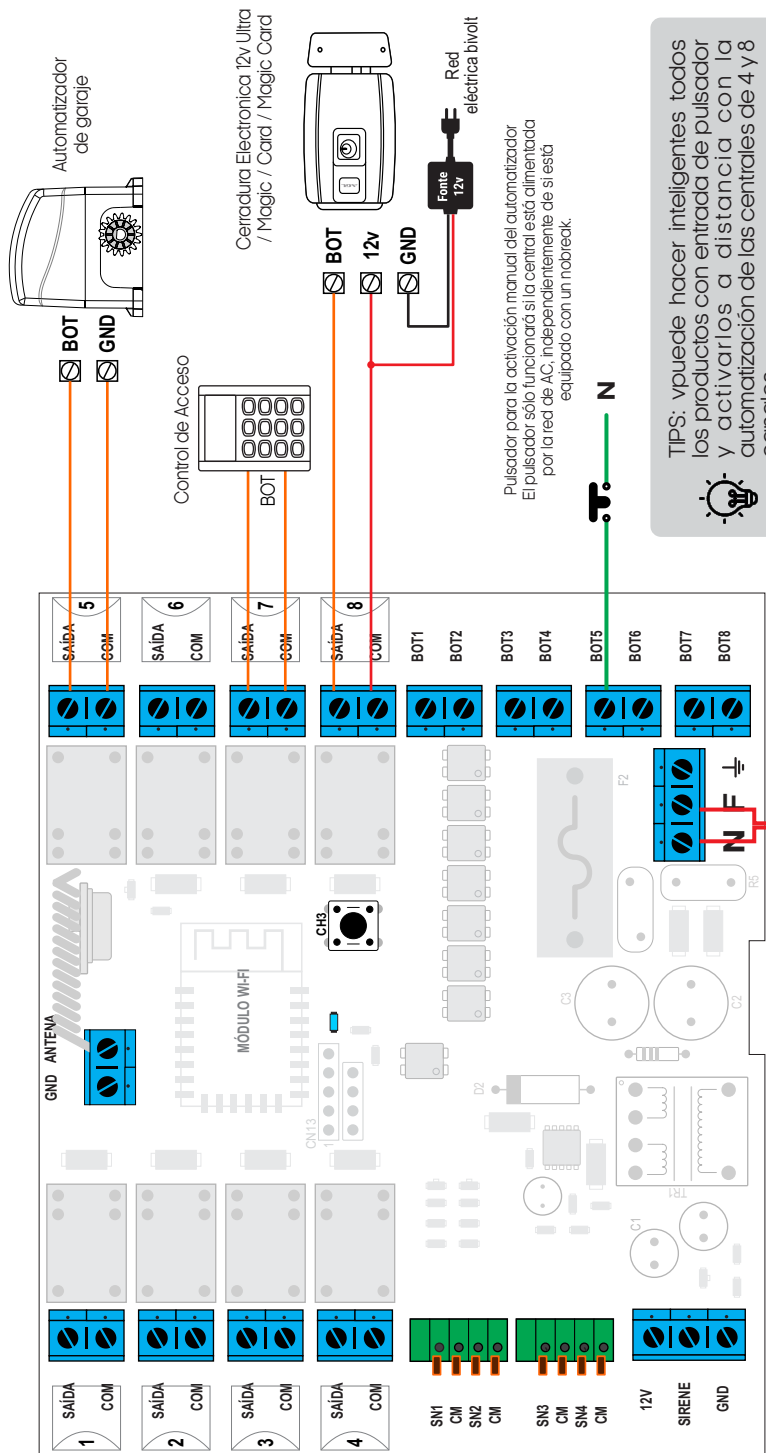 Automatizador
de garaje
BOT
GND
Control de Acceso
BOT
Cerradura Electronica 12v Ultra
/ Magic / Card / Magic Card
BOT
12v
GND
Fonte
12v
Red
eléctrica bivolt
Pulsador para la activación manual del automatizador
El pulsador sólo funcionará si la central está alimentada
por la red de AC, independientemente de si está
equipado con un nobreak.
N
TIPS: vpuede hacer inteligentes todos
los productos con entrada de pulsador
y activarlos a distancia con la
automatización de las centrales de 4 y 8
5
SAÍDA
COM
6
SAÍDA
COM
7
SAÍDA
COM
8
SAÍDA
COM
BOT1
BOT2
BOT3
BOT4
BOT5
BOT6
BOT7
BOT8
N F
GND ANTENA
MÓDULO WI-FI
CH3
CN13
1
F2
R5
C3
C2
D2
TR1
C1
1
SAÍDA
COM
2
SAÍDA
COM
3
SAÍDA
COM
4
SAÍDA
COM
SN1
CM
SN2
CM
SN3
CM
SN4
CM
12V
SIRENE
GND